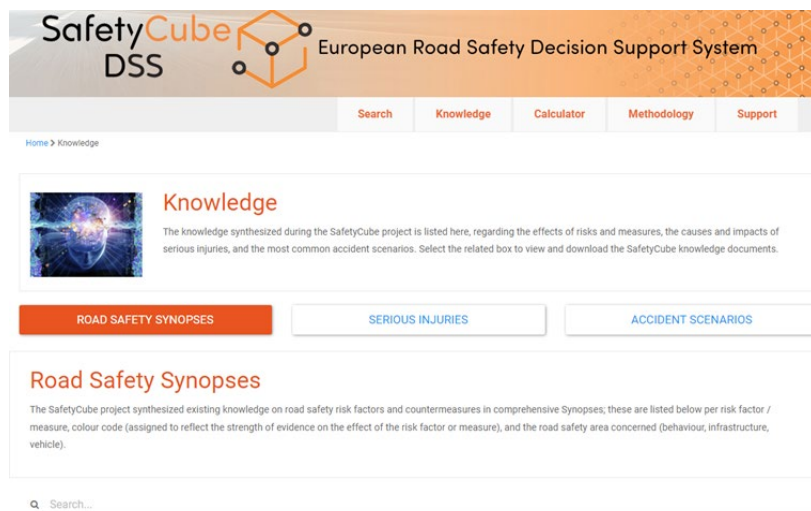 SafetyCube
DSS
European Road Safety Decision Support System
Search Knowledge Calculator Methodology Support
Home > Knowledge
Knowledge
The knowledge synthesized during the SafetyCube project is listed here, regarding the effects of risks and measures, the causes and impacts of
serious injuries, and the most common accident scenarios. Select the related box to view and download the SafetyCube knowledge documents.
ROAD SAFETY SYNOPSES SERIOUS INJURIES ACCIDENT SCENARIOS
Road Safety Synopses
The SafetyCube project synthesized existing knowledge on road safety risk factors and countermeasures in comprehensive Synopses; these are listed below per risk factor /
measure, colour code (assigned to reflect the strength of evidence on the effect of the risk factor or measure), and the road safety area concerned (behaviour, infrastructure,
vehicle).
Search...